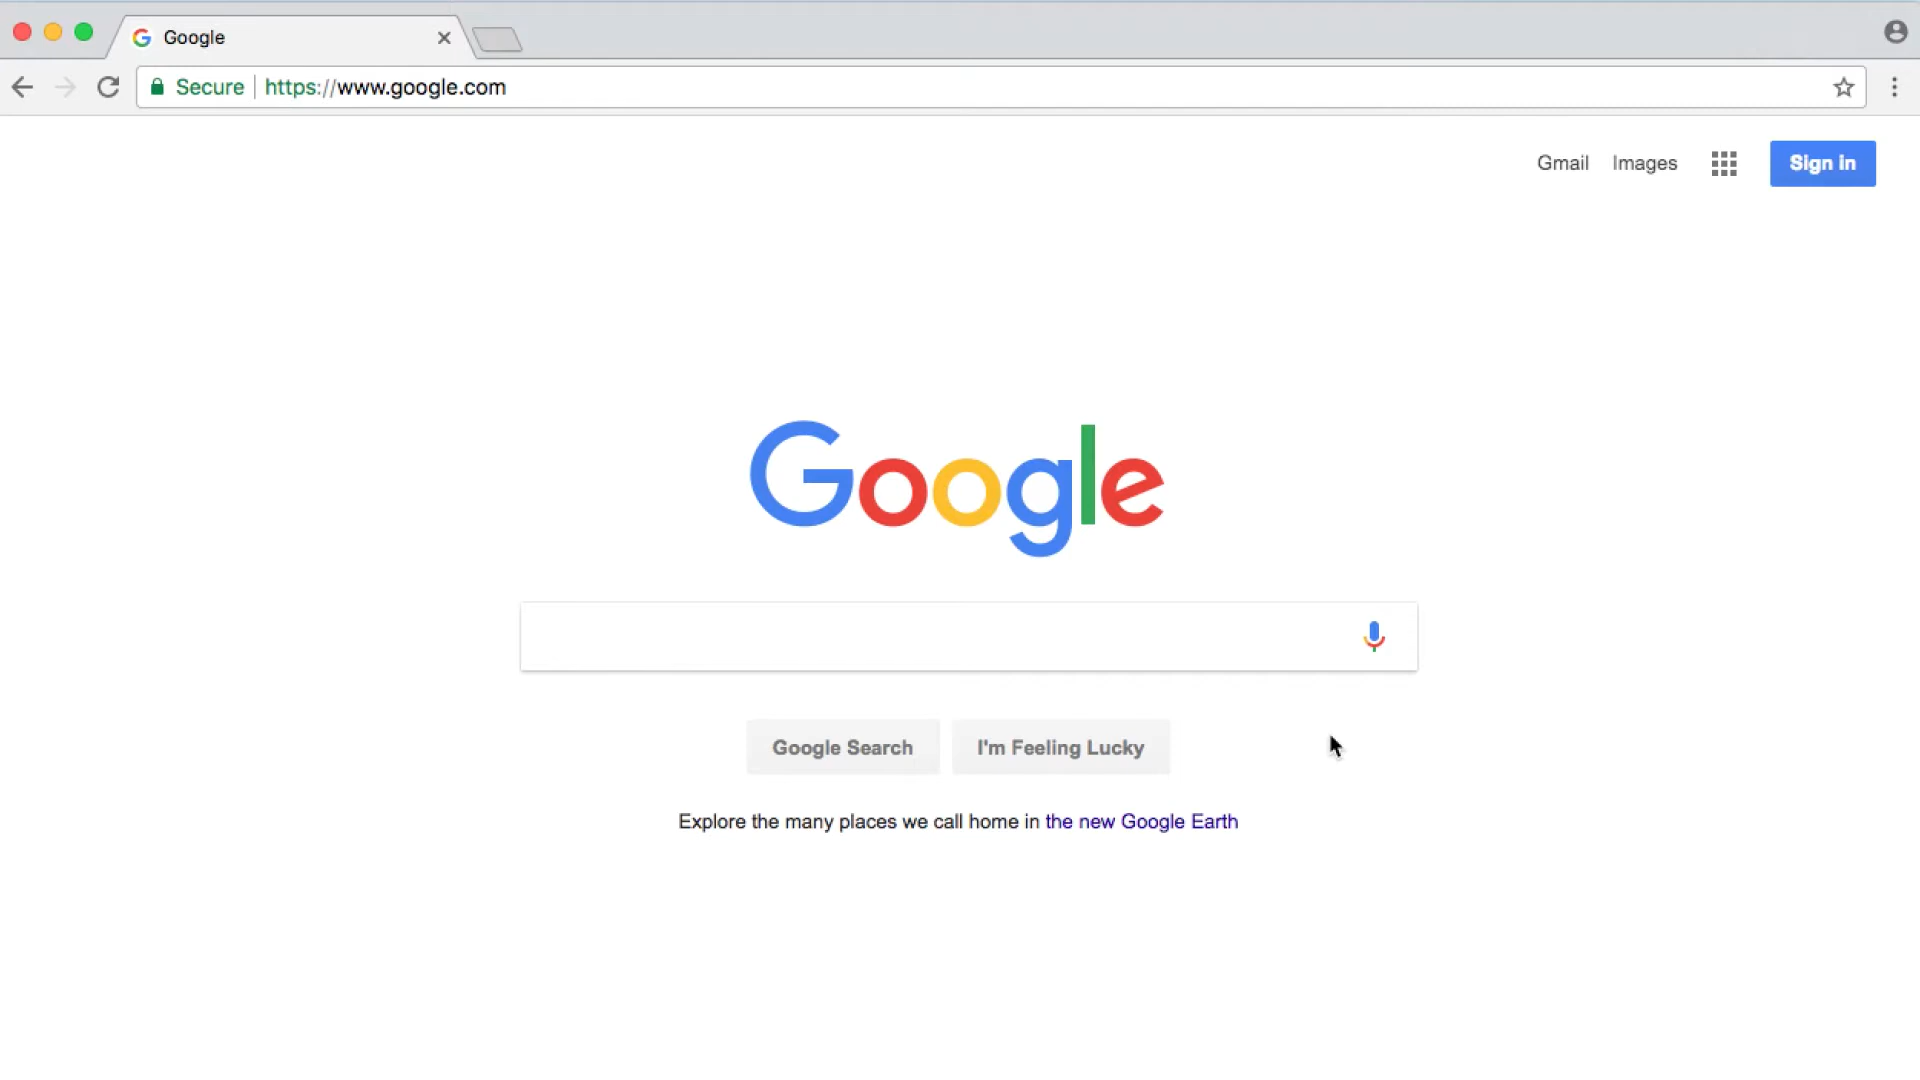 Google
Secure | https://www.google.com
Gmail Images Sign in
Google
Google Search I'm Feeling Lucky
Explore the many places we call home in the new Google Earth